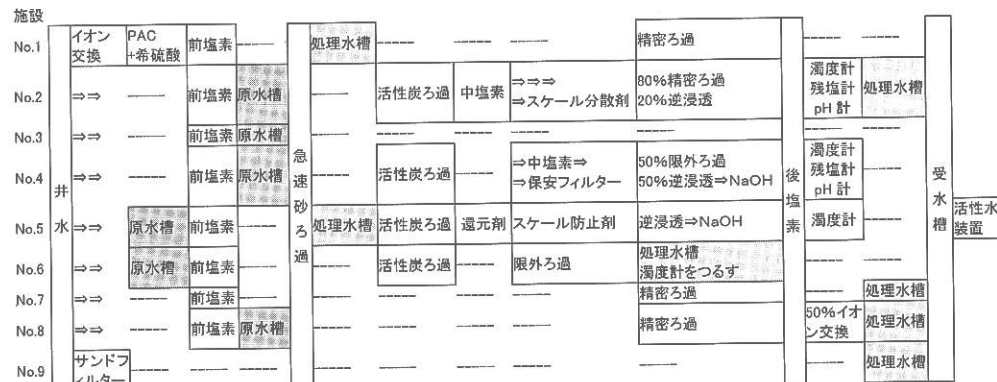 施設
No.1 イオン交換 PAC+希硫酸 前塩素 ----- 処理水槽 ----- ----- ----- 精密ろ過 ----- -----
No.2 ⇒⇒ ----- 前塩素 原水槽 ----- 活性炭ろ過 中塩素 ⇒⇒⇒ ⇒スケール分散剤 80%精密ろ過 20%逆浸透 濁度計 残塩計 pH 計 処理水槽
No.3 ⇒⇒ ----- 前塩素 原水槽 ----- ----- ----- ----- ----- ----- -----
No.4 ⇒⇒ ----- 前塩素 原水槽 ----- 活性炭ろ過 ----- ⇒中塩素⇒ ⇒保安フィルター 50%限外ろ過 50%逆浸透⇒NaOH 濁度計 残塩計 pH 計 -----
No.5 ⇒⇒ 原水槽 前塩素 ----- 処理水槽 活性炭ろ過 還元剤 スケール防止剤 逆浸透⇒NaOH 濁度計 -----
No.6 ⇒⇒ 原水槽 前塩素 ----- ----- 活性炭ろ過 ----- 限外ろ過 処理水槽 濁度計をつるす ----- -----
No.7 ⇒⇒ ----- 前塩素 ----- ----- ----- ----- ----- 精密ろ過 ----- 処理水槽
No.8 ⇒⇒ ----- 前塩素 原水槽 ----- ----- ----- ----- 精密ろ過 50%イオン交換 処理水槽
No.9 サンドフィルター ----- ----- ----- ----- ----- ----- ----- ----- ----- 処理水槽
井水
急速砂ろ過
後塩素
受水槽
活性水
装置